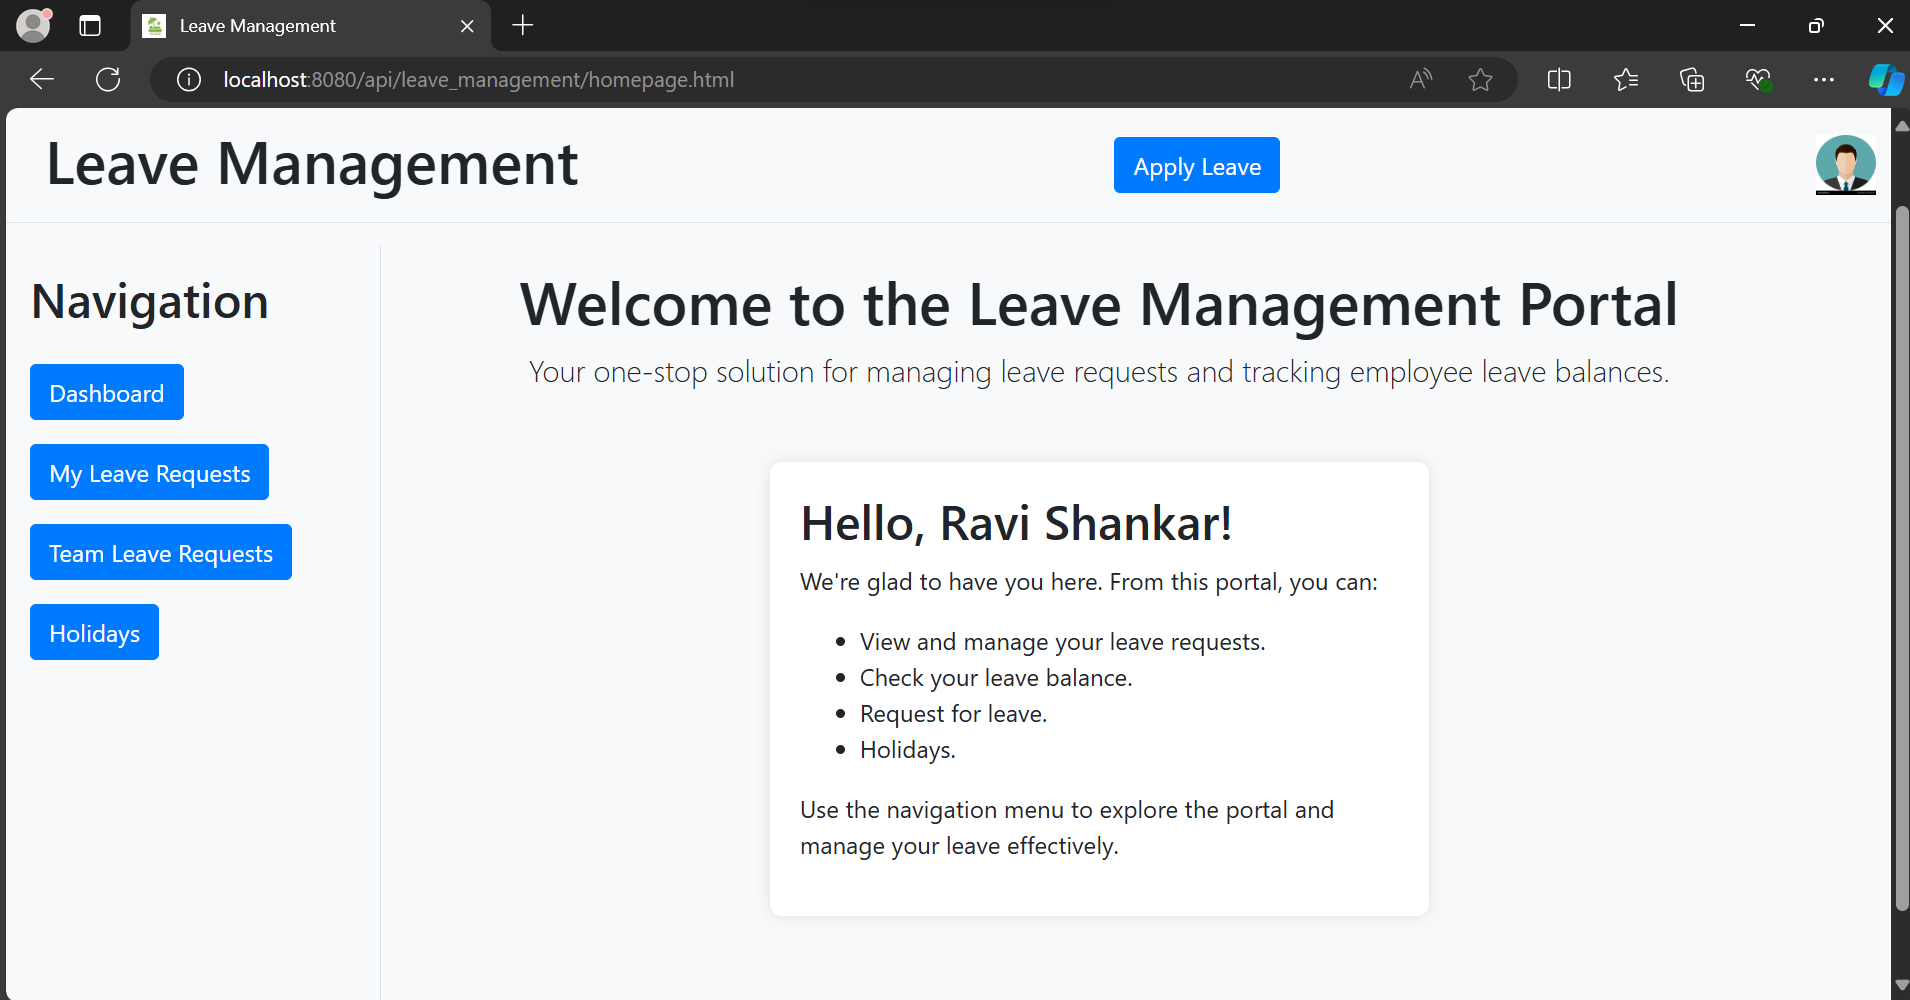 Leave Management
localhost:8080/api/leave_management/homepage.html
Leave Management
Apply Leave
Navigation
Dashboard
My Leave Requests
Team Leave Requests
Holidays
Welcome to the Leave Management Portal
Your one-stop solution for managing leave requests and tracking employee leave balances.
Hello, Ravi Shankar!
We're glad to have you here. From this portal, you can:
• View and manage your leave requests.
• Check your leave balance.
• Request for leave.
• Holidays.
Use the navigation menu to explore the portal and
manage your leave effectively.